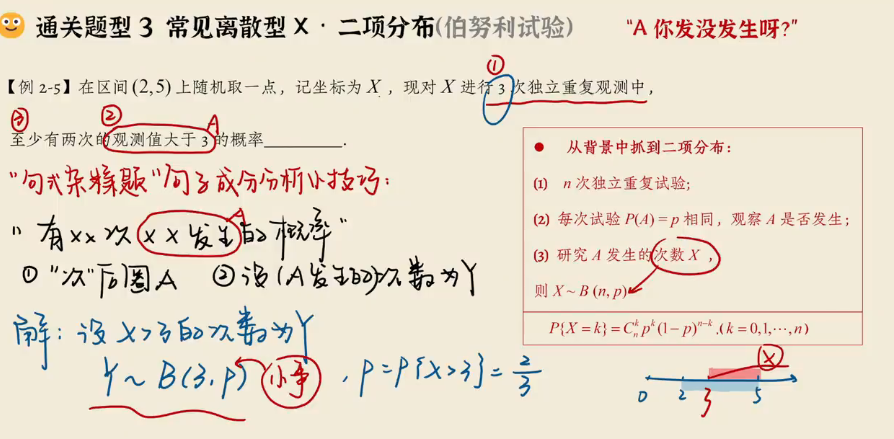 通关题型 3 常见离散型 X · 二项分布(伯努利试验)
"A 你发没发生呀?"
【例 2-5】在区间(2,5)上随机取一点，记坐标为 X，现对 X 进行 3 次独立重复观测中，
①
③ ② A
至少有两次的观测值大于 3 的概率________.
"句式杂糅题"句子成分分析小技巧：
A
"有xx次 xx发生的概率"
①"次"后圈A ②设(A发生的)次数为Y
解：设 X>3的次数为Y
Y ~ B(3,p) 小事, p=P{X>3}=2/3
● 从背景中抓到二项分布：
(1) n 次独立重复试验;
(2) 每次试验 P(A) = p 相同，观察 A 是否发生；
(3) 研究 A 发生的次数 X，
则 X ~ B (n, p)
P{X = k} = C_n^k p^k (1 − p)^{n−k} ,(k = 0,1,⋯,n)
X
0 2 3 5